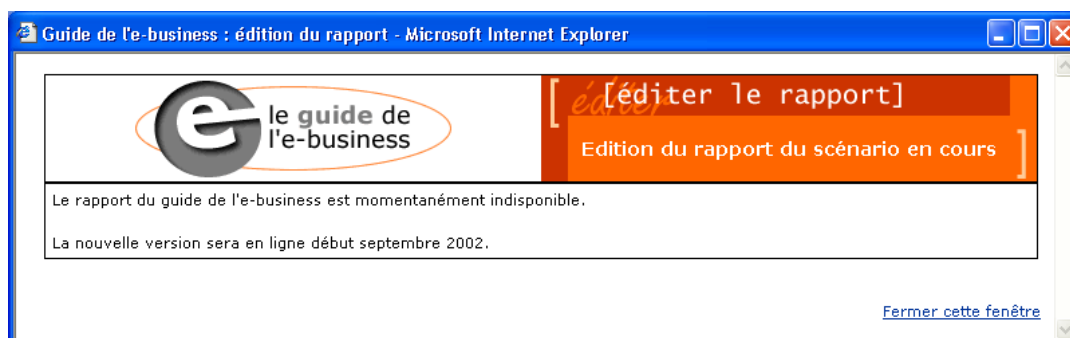 Guide de l'e-business : édition du rapport - Microsoft Internet Explorer
e le guide de
l'e-business
éditer
[éditer le rapport]
Edition du rapport du scénario en cours
Le rapport du guide de l'e-business est momentanément indisponible.
La nouvelle version sera en ligne début septembre 2002.
Fermer cette fenêtre